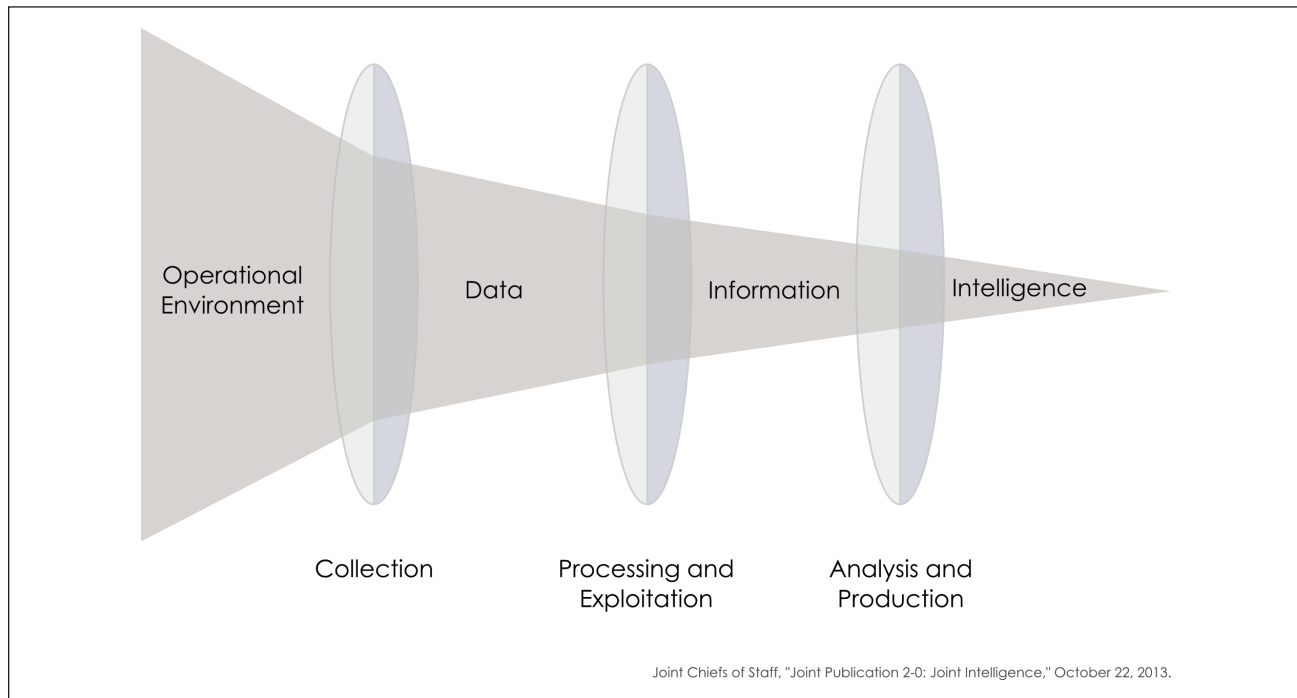 Operational
Environment
Data
Information
Intelligence
Collection
Processing and
Exploitation
Analysis and
Production
Joint Chiefs of Staff, "Joint Publication 2-0: Joint Intelligence," October 22, 2013.